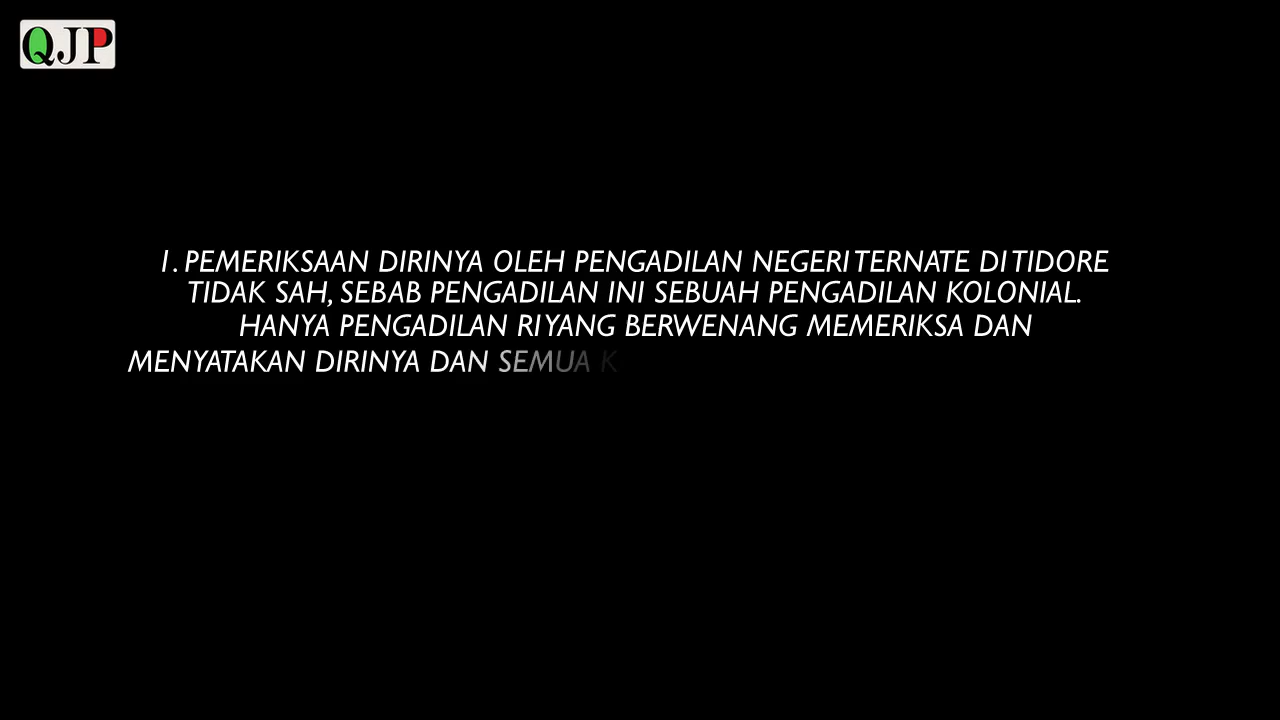 QJP
1. PEMERIKSAAN DIRINYA OLEH PENGADILAN NEGERI TERNATE DI TIDORE
TIDAK SAH, SEBAB PENGADILAN INI SEBUAH PENGADILAN KOLONIAL.
HANYA PENGADILAN RI YANG BERWENANG MEMERIKSA DAN
MENYATAKAN DIRINYA DAN SEMUA K